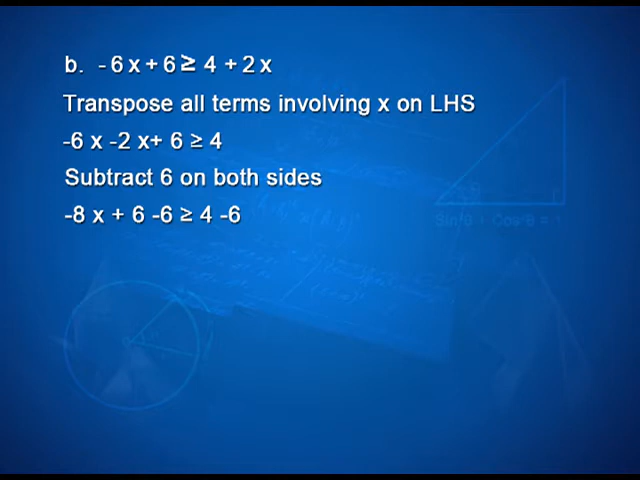 b. - 6 x + 6 ≥ 4 + 2 x
Transpose all terms involving x on LHS
-6 x -2 x+ 6 ≥ 4
Subtract 6 on both sides
-8 x + 6 -6 ≥ 4 -6